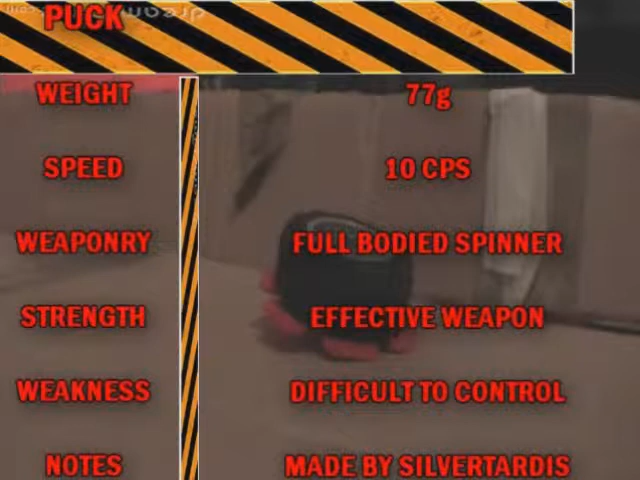 PUCK
WEIGHT 77g
SPEED 10 CPS
WEAPONRY FULL BODIED SPINNER
STRENGTH EFFECTIVE WEAPON
WEAKNESS DIFFICULT TO CONTROL
NOTES MADE BY SILVERTARDIS